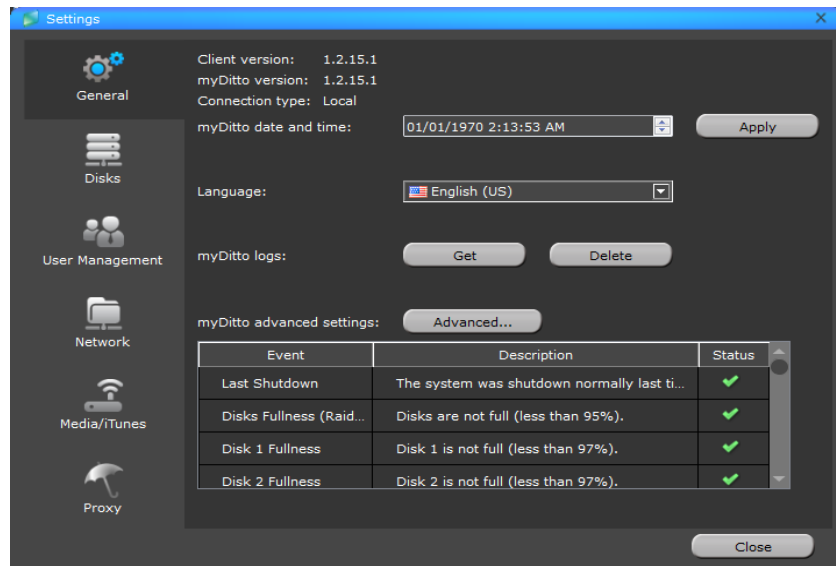 Settings
General
Disks
User Management
Network
Media/iTunes
Proxy
Client version: 1.2.15.1
myDitto version: 1.2.15.1
Connection type: Local
myDitto date and time: 01/01/1970 2:13:53 AM Apply
Language: English (US)
myDitto logs: Get Delete
myDitto advanced settings: Advanced...
Event Description Status
Last Shutdown The system was shutdown normally last ti...
Disks Fullness (Raid... Disks are not full (less than 95%).
Disk 1 Fullness Disk 1 is not full (less than 97%).
Disk 2 Fullness Disk 2 is not full (less than 97%).
Close